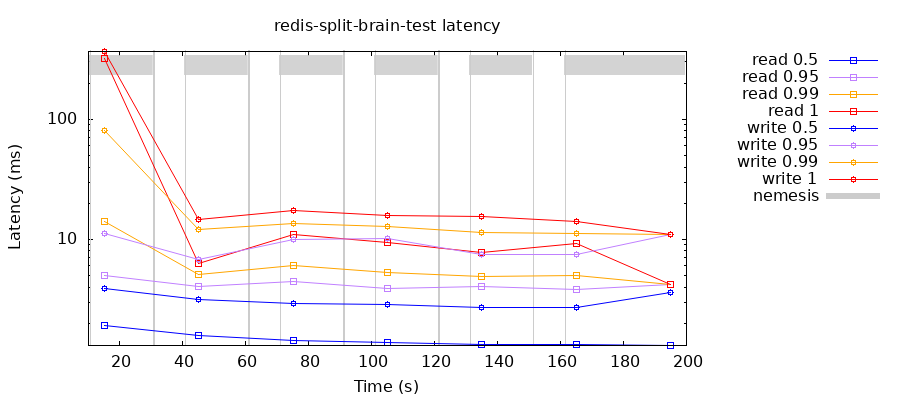 redis-split-brain-test latency
read 0.5
read 0.95
read 0.99
read 1
write 0.5
write 0.95
write 0.99
write 1
nemesis
100
10
Latency (ms)
20 40 60 80 100 120 140 160 180 200
Time (s)